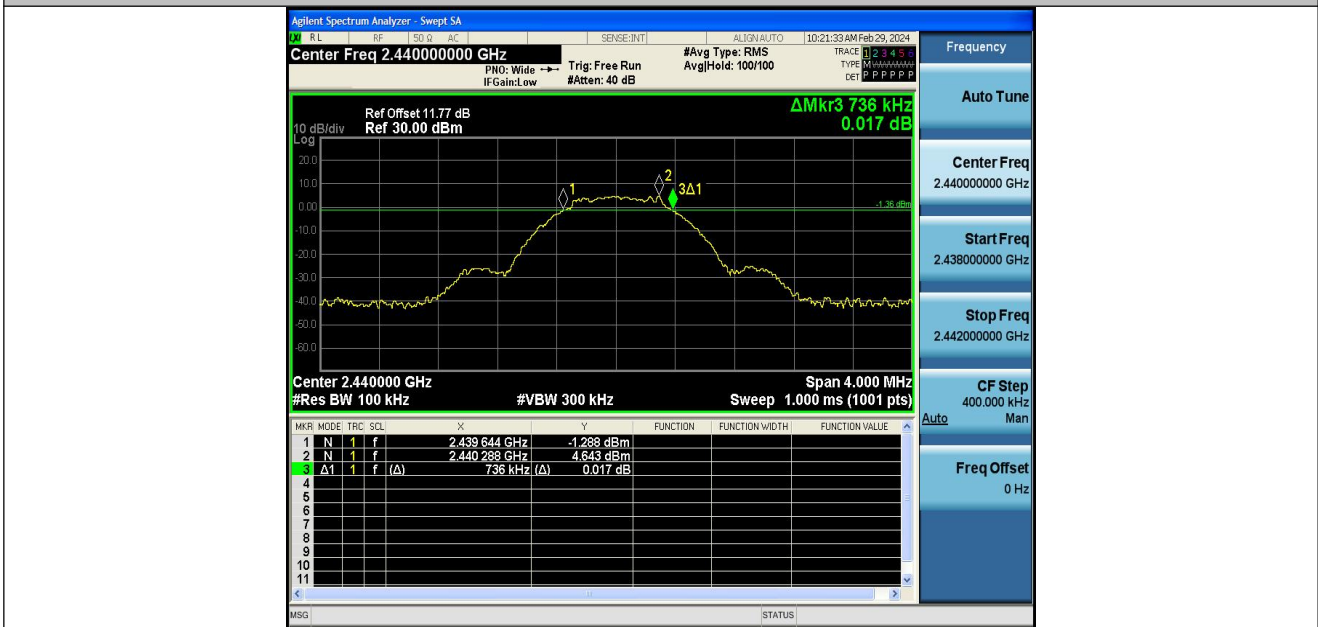 Agilent Spectrum Analyzer - Swept SA
LXI RL RF 50 Ω AC SENSE:INT ALIGN AUTO 10:21:33 AM Feb 29, 2024
Center Freq 2.440000000 GHz
PNO: Wide
IFGain:Low
Trig: Free Run
#Atten: 40 dB
#Avg Type: RMS
Avg|Hold: 100/100
TRACE 1 2 3 4 5 6
TYPE M
DET P P P P P P
10 dB/div
Log
Ref Offset 11.77 dB
Ref 30.00 dBm
ΔMkr3 736 kHz
0.017 dB
20.0
10.0
0.00
-10.0
-20.0
-30.0
-40.0
-50.0
-60.0
1
2
3Δ1
-1.36 dBm
Center 2.440000 GHz
Span 4.000 MHz
#Res BW 100 kHz
#VBW 300 kHz
Sweep 1.000 ms (1001 pts)
MKR MODE TRC SCL X Y FUNCTION FUNCTION WIDTH FUNCTION VALUE
1 N 1 f 2.439 644 GHz -1.288 dBm
2 N 1 f 2.440 288 GHz 4.643 dBm
3 Δ1 1 f (Δ) 736 kHz (Δ) 0.017 dB
4
5
6
7
8
9
10
11
MSG
STATUS
Frequency
Auto Tune
Center Freq
2.440000000 GHz
Start Freq
2.438000000 GHz
Stop Freq
2.442000000 GHz
CF Step
400.000 kHz
Auto Man
Freq Offset
0 Hz